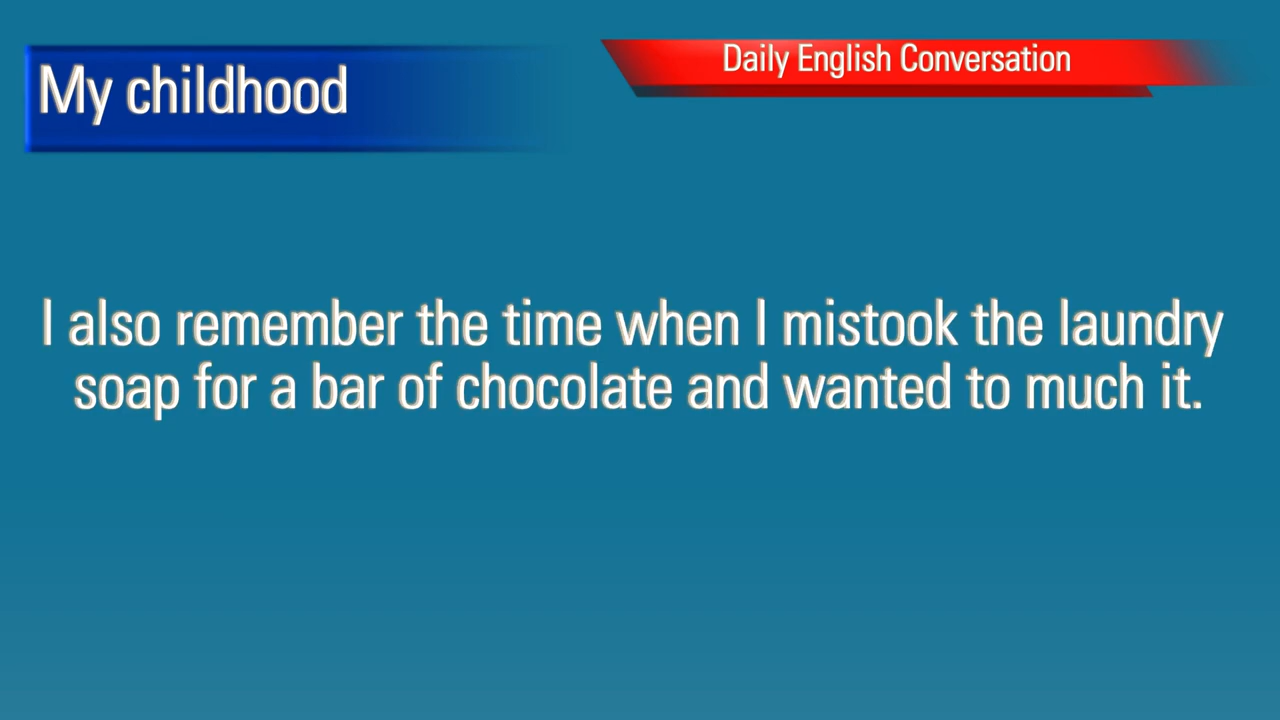 My childhood
Daily English Conversation
I also remember the time when I mistook the laundry
soap for a bar of chocolate and wanted to much it.